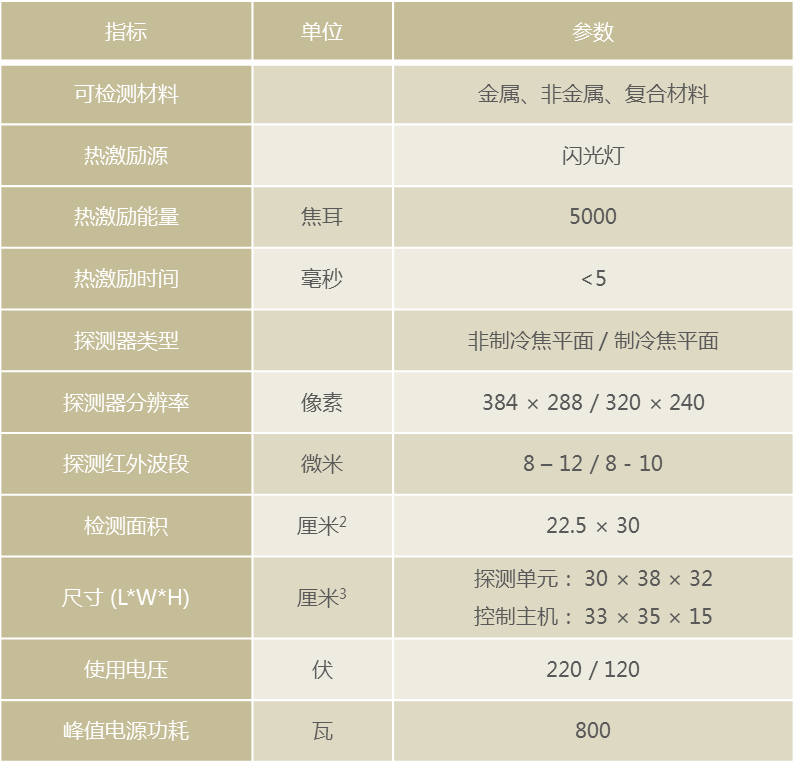 指标 单位 参数
可检测材料 金属、非金属、复合材料
热激励源 闪光灯
热激励能量 焦耳 5000
热激励时间 毫秒 <5
探测器类型 非制冷焦平面 / 制冷焦平面
探测器分辨率 像素 384 × 288 / 320 × 240
探测红外波段 微米 8 – 12 / 8 - 10
检测面积 厘米² 22.5 × 30
尺寸 (L*W*H) 厘米³ 探测单元： 30 × 38 × 32
控制主机： 33 × 35 × 15
使用电压 伏 220 / 120
峰值电源功耗 瓦 800